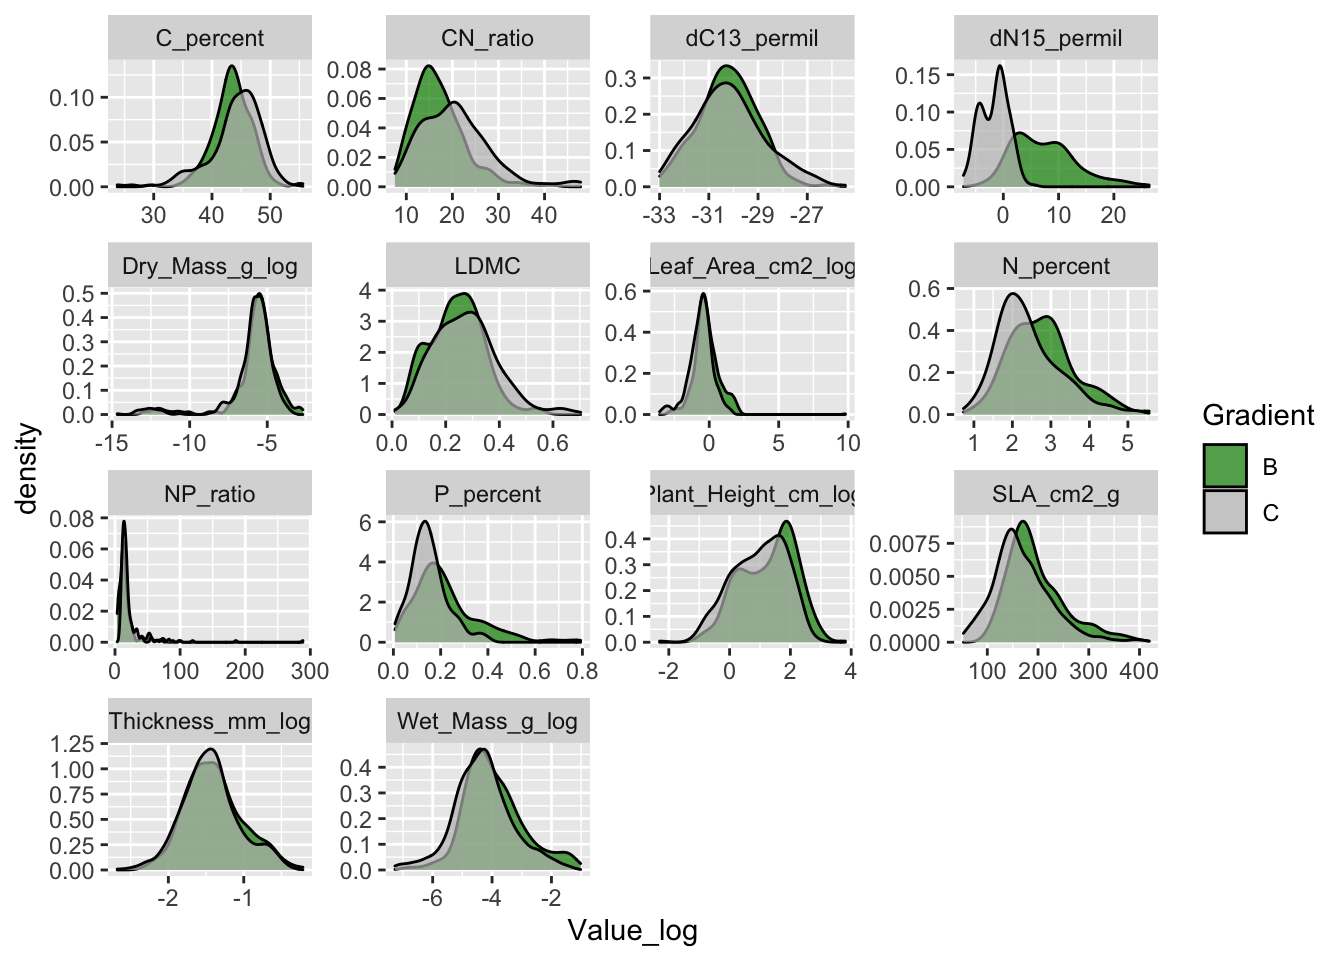 C_percent CN_ratio dC13_permil dN15_permil
0.10
0.05
0.00
30 40 50
0.08
0.06
0.04
0.02
0.00
10 20 30 40
0.3
0.2
0.1
0.0
-33 -31 -29 -27
0.15
0.10
0.05
0.00
0 10 20
Dry_Mass_g_log LDMC Leaf_Area_cm2_log N_percent
0.5
0.4
0.3
0.2
0.1
0.0
-15 -10 -5
4
3
2
1
0
0.0 0.2 0.4 0.6
0.6
0.4
0.2
0.0
0 5 10
0.6
0.4
0.2
0.0
1 2 3 4 5
NP_ratio P_percent Plant_Height_cm_log SLA_cm2_g
0.08
0.06
0.04
0.02
0.00
0 100 200 300
6
4
2
0
0.0 0.2 0.4 0.6 0.8
0.4
0.3
0.2
0.1
0.0
-2 0 2 4
0.0075
0.0050
0.0025
0.0000
100 200 300 400
Thickness_mm_log Wet_Mass_g_log
1.25
1.00
0.75
0.50
0.25
0.00
-2 -1
0.4
0.3
0.2
0.1
0.0
-6 -4 -2
density
Value_log
Gradient
B
C